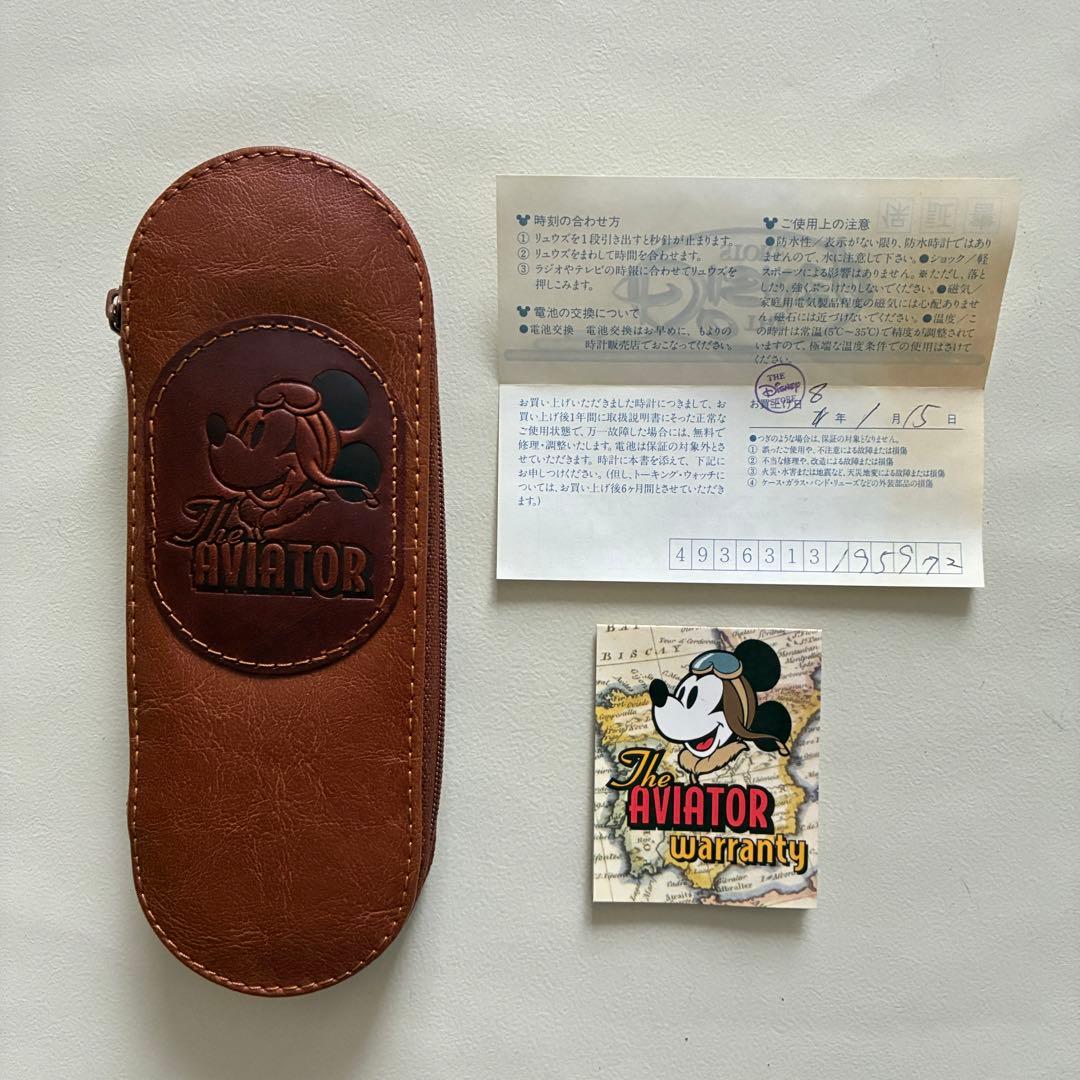 The
AVIATOR
時刻の合わせ方
① リュウズを1段引き出すと秒針が止まります。
② リュウズをまわして時間を合わせます。
③ ラジオやテレビの時報に合わせてリュウズを
押しこみます。
電池の交換について
●電池交換 電池交換はお早めに、もよりの
時計販売店でおこなってください。
ご使用上の注意
●防水性／表示がない限り、防水時計ではあり
ませんので、水に注意して下さい。●ショック／軽
スポーツによる影響はありません。※ただし、落と
したり、強くぶつけたりしないでください。●磁気／
家庭用電気製品程度の磁気には心配ありませ
ん。磁石には近づけないでください。●温度／こ
の時計は常温(5℃〜35℃)で精度が調整されて
いますので、極端な温度条件での使用はさけて
ください。
THE
Disney
STORE
お買上げ日 8年 1月 15日
お買い上げいただきました時計につきまして、お
買い上げ後1年間に取扱説明書にそった正常な
ご使用状態で、万一故障した場合には、無料で
修理・調整いたします。電池は保証の対象外とさ
せていただきます。時計に本書を添えて、下記に
お申しつけください。(但し、トーキング・ウォッチに
ついては、お買い上げ後6ヶ月間とさせていただき
ます。)
●つぎのような場合は、保証の対象となりません。
① 誤ったご使用や、不注意による故障または損傷
② 不当な修理や、改造による故障または損傷
③ 火災・水害または地震など、天災地変による故障または損傷
④ ケース・ガラス・バンド・リューズなどの外装部品の損傷
4936313195972
BISCAY
The
AVIATOR
warranty